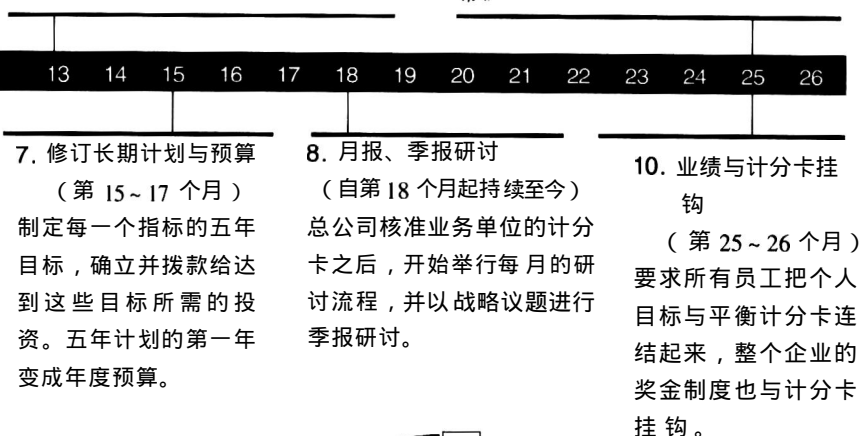 13 14 15 16 17 18 19 20 21 22 23 24 25 26
7. 修订长期计划与预算
（第 15~17 个月）
制定每一个指标的五年
目标，确立并拨款给达
到这些目标所需的投
资。五年计划的第一年
变成年度预算。
8. 月报、季报研讨
（自第 18 个月起持续至今）
总公司核准业务单位的计分
卡之后，开始举行每月的研
讨流程，并以战略议题进行
季报研讨。
10. 业绩与计分卡挂
钩
（第 25~26 个月）
要求所有员工把个人
目标与平衡计分卡连
结起来，整个企业的
奖金制度也与计分卡
挂钩。